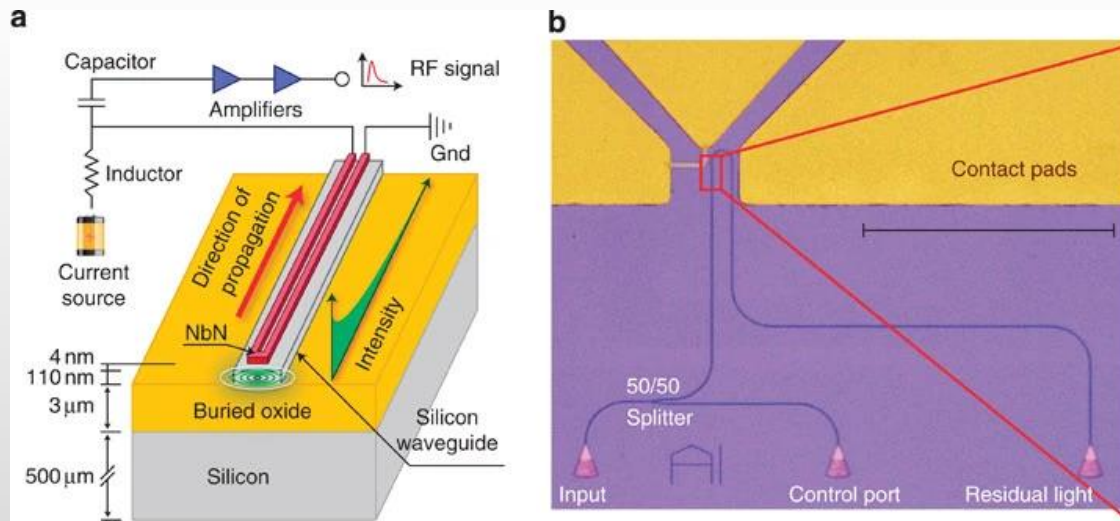 a
Capacitor
Amplifiers
RF signal
Inductor
Gnd
Current
source
Direction of
propagation
Intensity
NbN
4 nm
110 nm
3 μm
500 μm
Buried oxide
Silicon
waveguide
Silicon
b
Contact pads
50/50
Splitter
Input
Control port
Residual light